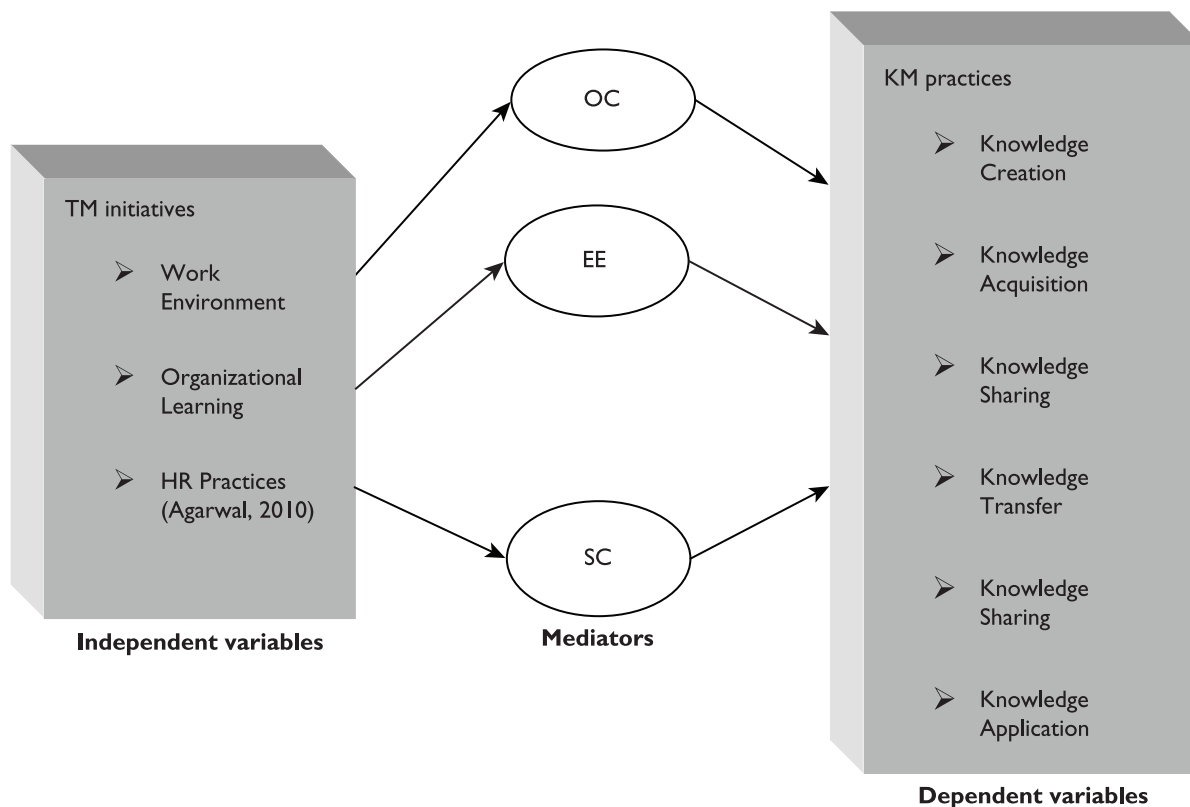 TM initiatives
➢ Work
Environment
➢ Organizational
Learning
➢ HR Practices
(Agarwal, 2010)
Independent variables
OC
EE
SC
Mediators
KM practices
➢ Knowledge
Creation
➢ Knowledge
Acquisition
➢ Knowledge
Sharing
➢ Knowledge
Transfer
➢ Knowledge
Sharing
➢ Knowledge
Application
Dependent variables